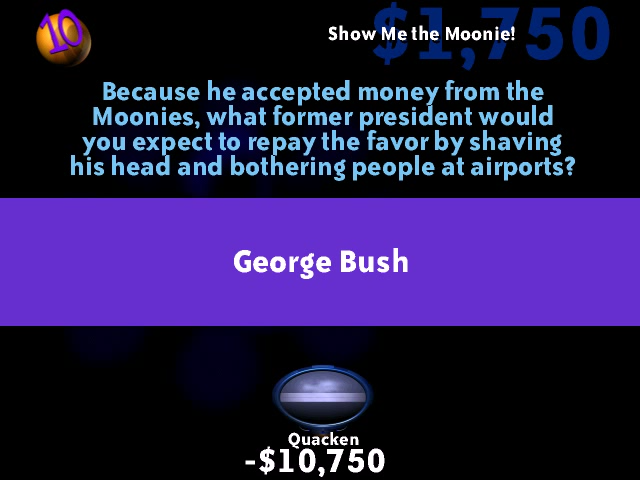 10
Show Me the Moonie!
$1,750
Because he accepted money from the
Moonies, what former president would
you expect to repay the favor by shaving
his head and bothering people at airports?
George Bush
Quacken
-$10,750